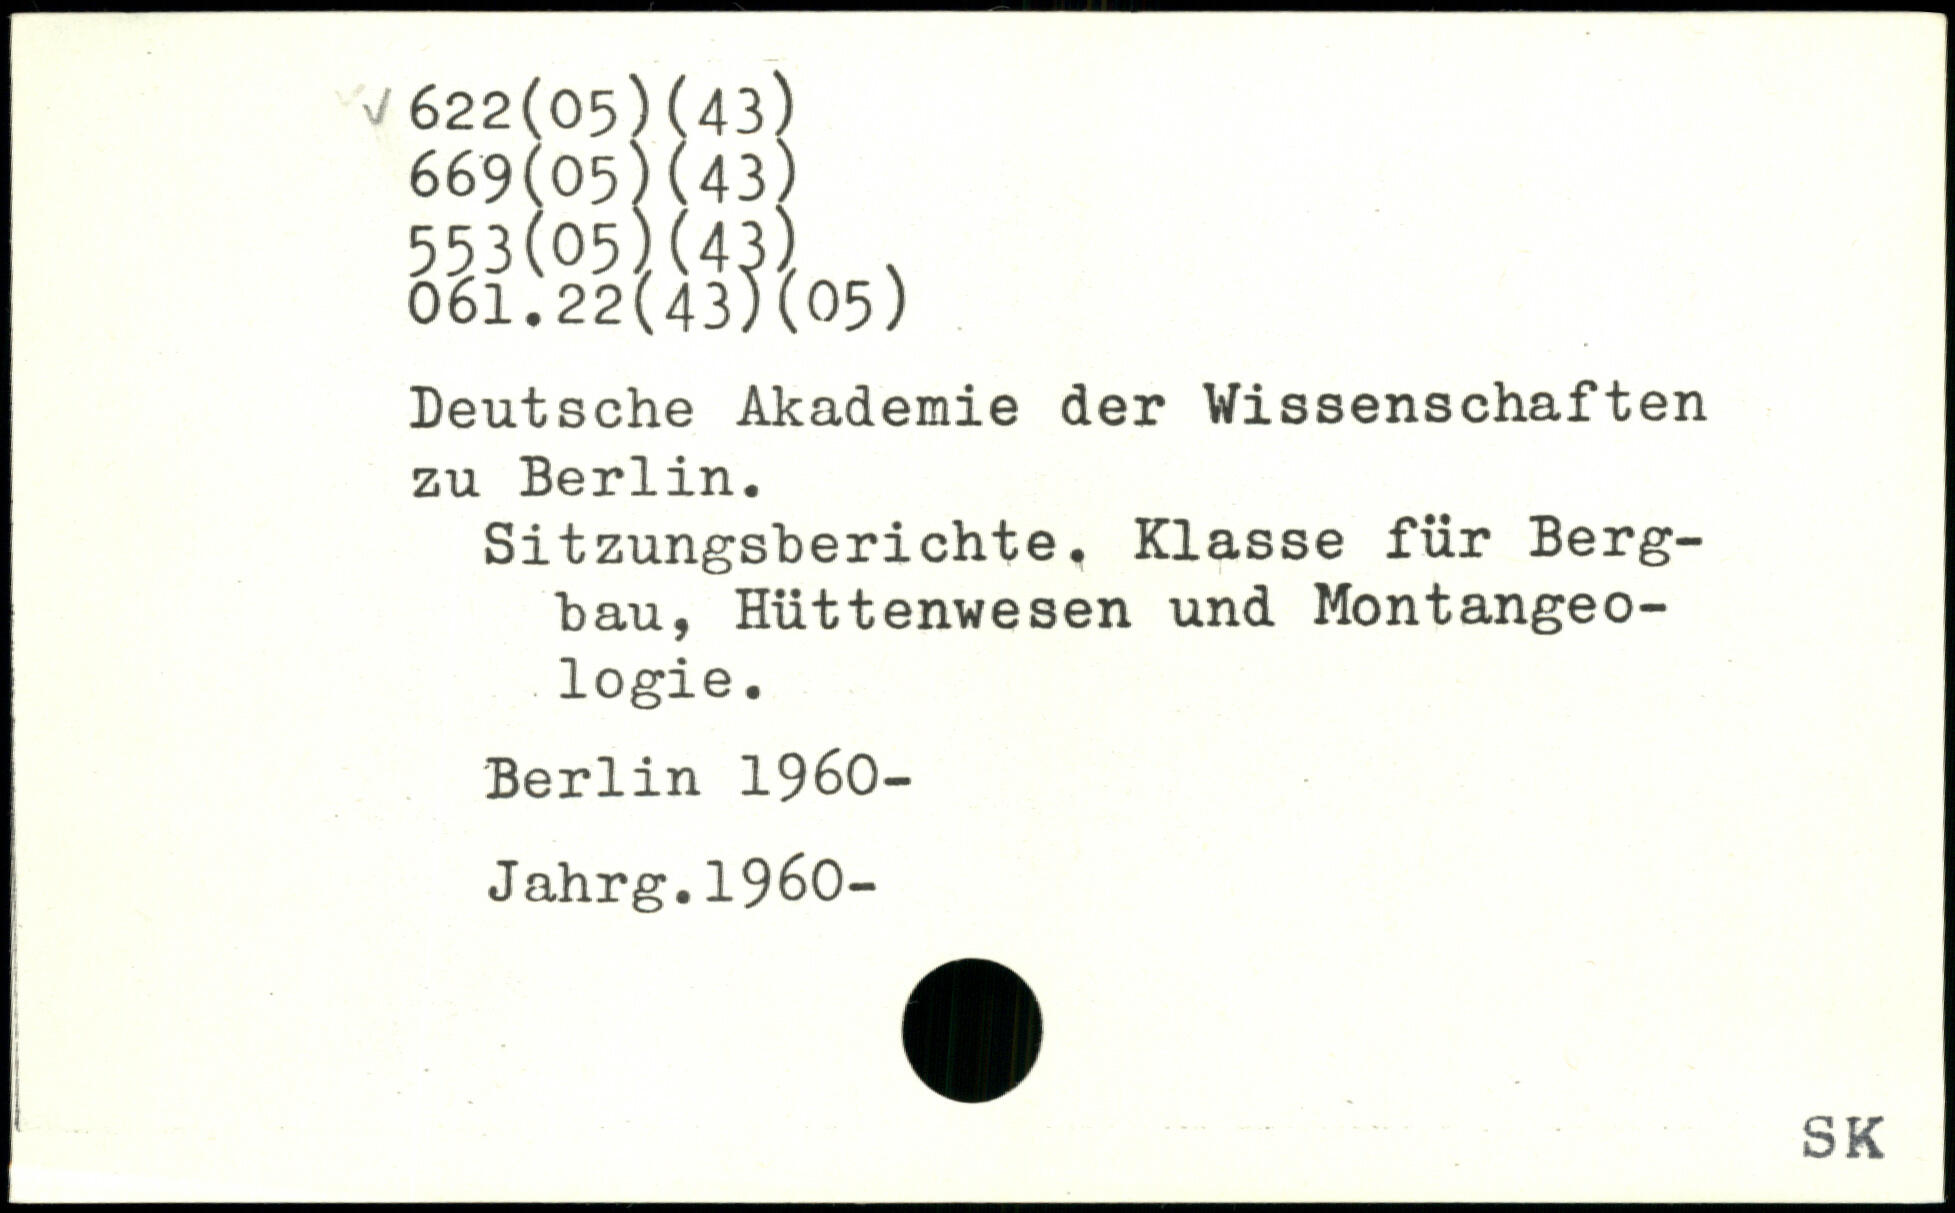 ✓ 622(05)(43)
669(05)(43)
553(05)(43)
061.22(43)(05)
Deutsche Akademie der Wissenschaften
zu Berlin.
Sitzungsberichte. Klasse für Berg-
bau, Hüttenwesen und Montangeo-
logie.
Berlin 1960-
Jahrg.1960-
SK